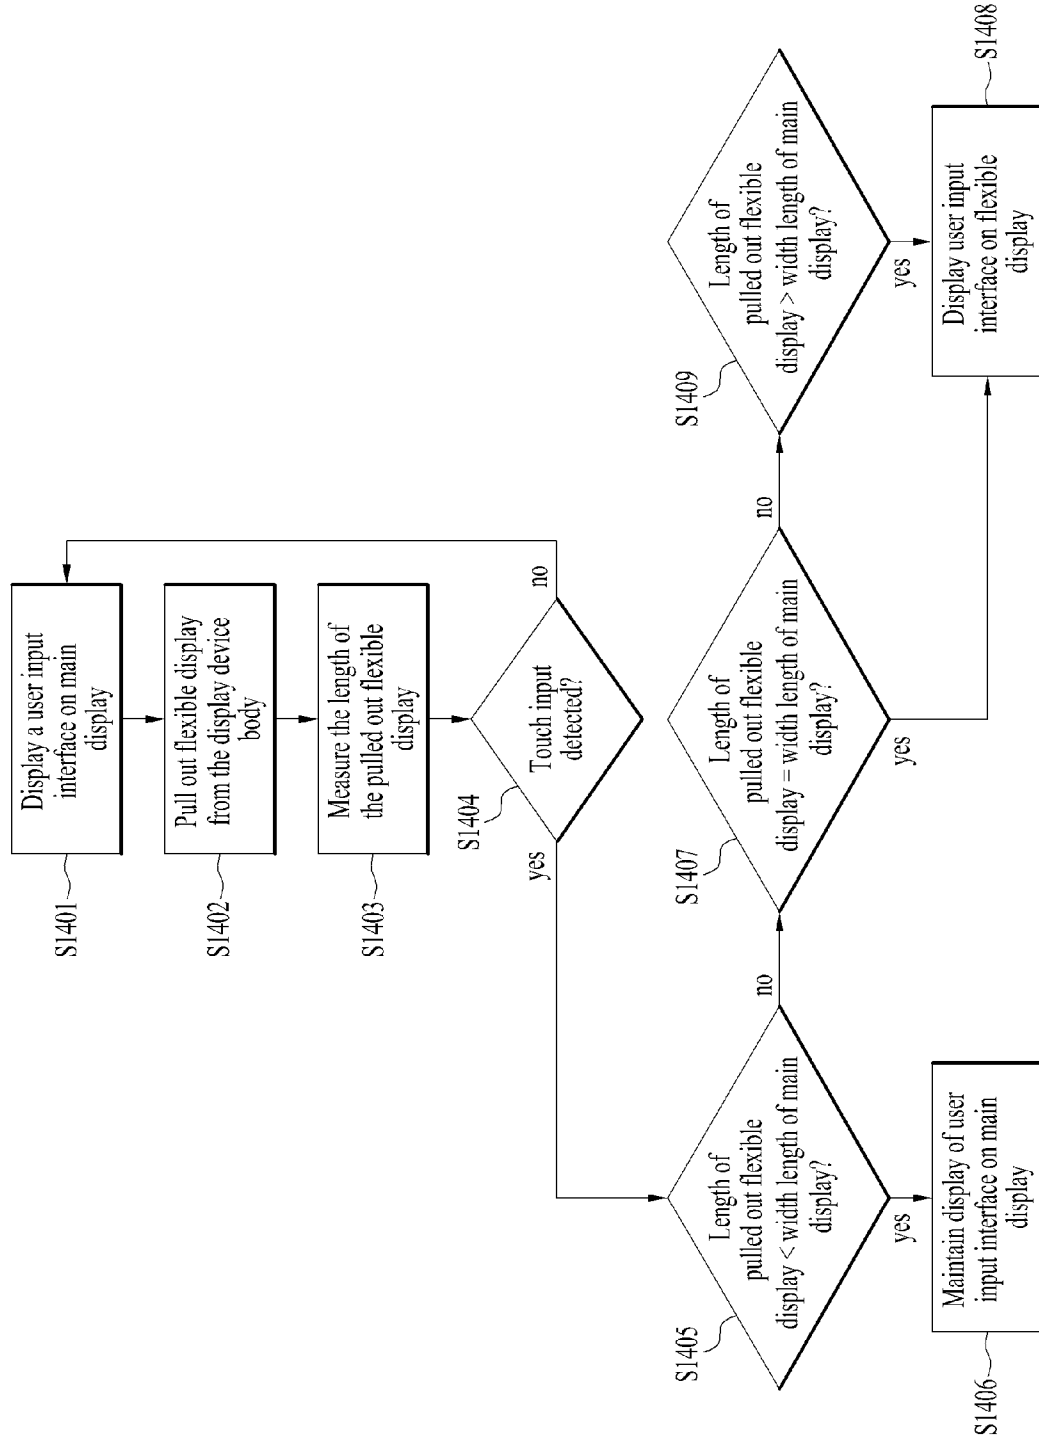 Display a user input
interface on main
display
S1401
Pull out flexible display
from the display device
body
S1402
Measure the length of
the pulled out flexible
display
S1403
Touch input
detected?
S1404
no
yes
Length of
pulled out flexible
display < width length of main
display?
S1405
no
yes
Maintain display of user
input interface on main
display
S1406
Length of
pulled out flexible
display = width length of main
display?
S1407
no
yes
Length of
pulled out flexible
display > width length of main
display?
S1409
yes
Display user input
interface on flexible
display
S1408